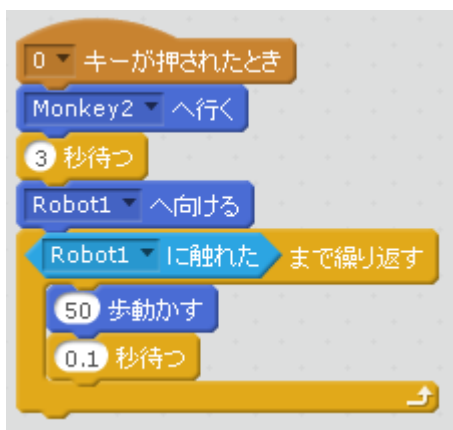 0 キーが押されたとき
Monkey2 へ行く
3 秒待つ
Robot1 へ向ける
Robot1 に触れた まで繰り返す
50 歩動かす
0.1 秒待つ